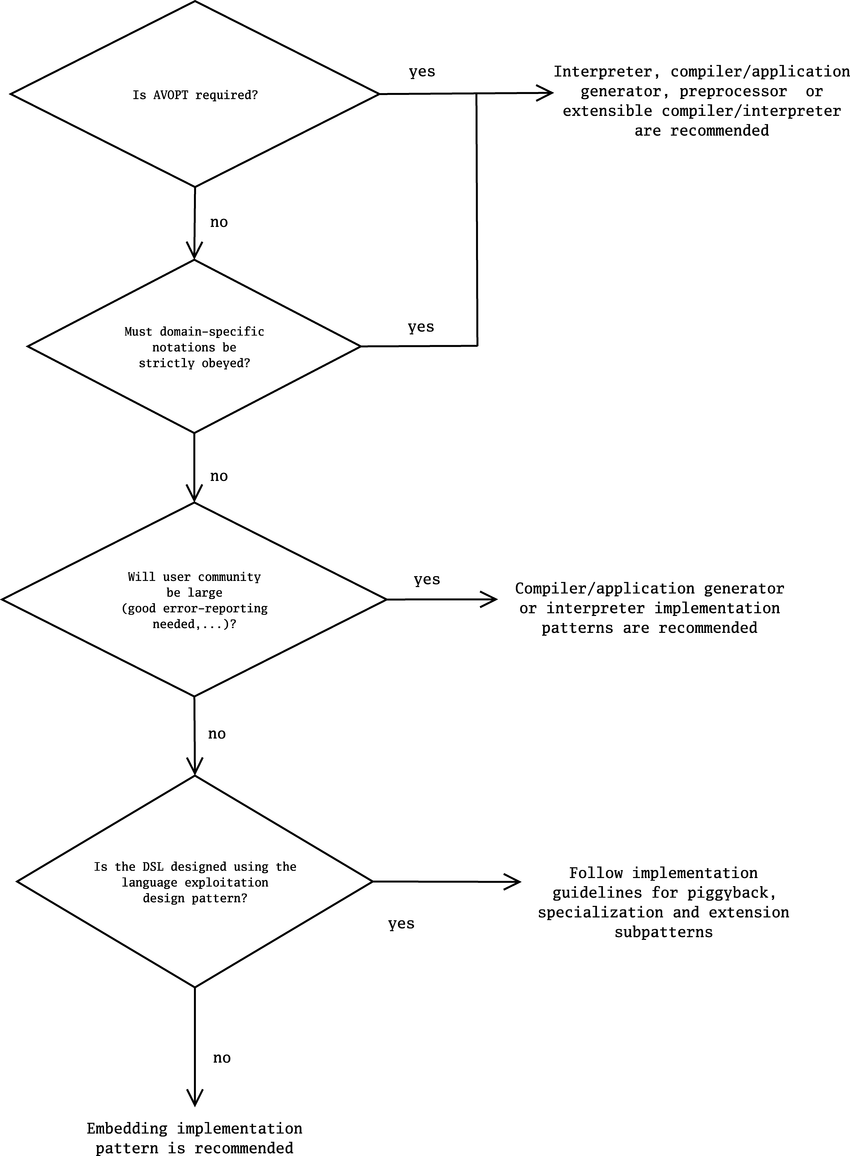 yes
Interpreter, compiler/application
generator, preprocessor or
extensible compiler/interpreter
are recommended
Is AVOPT required?
no
yes
Must domain-specific
notations be
strictly obeyed?
no
Will user community
be large
(good error-reporting
needed,...)?
yes
Compiler/application generator
or interpreter implementation
patterns are recommended
no
Is the DSL designed using the
language exploitation
design pattern?
yes
Follow implementation
guidelines for piggyback,
specialization and extension
subpatterns
no
Embedding implementation
pattern is recommended